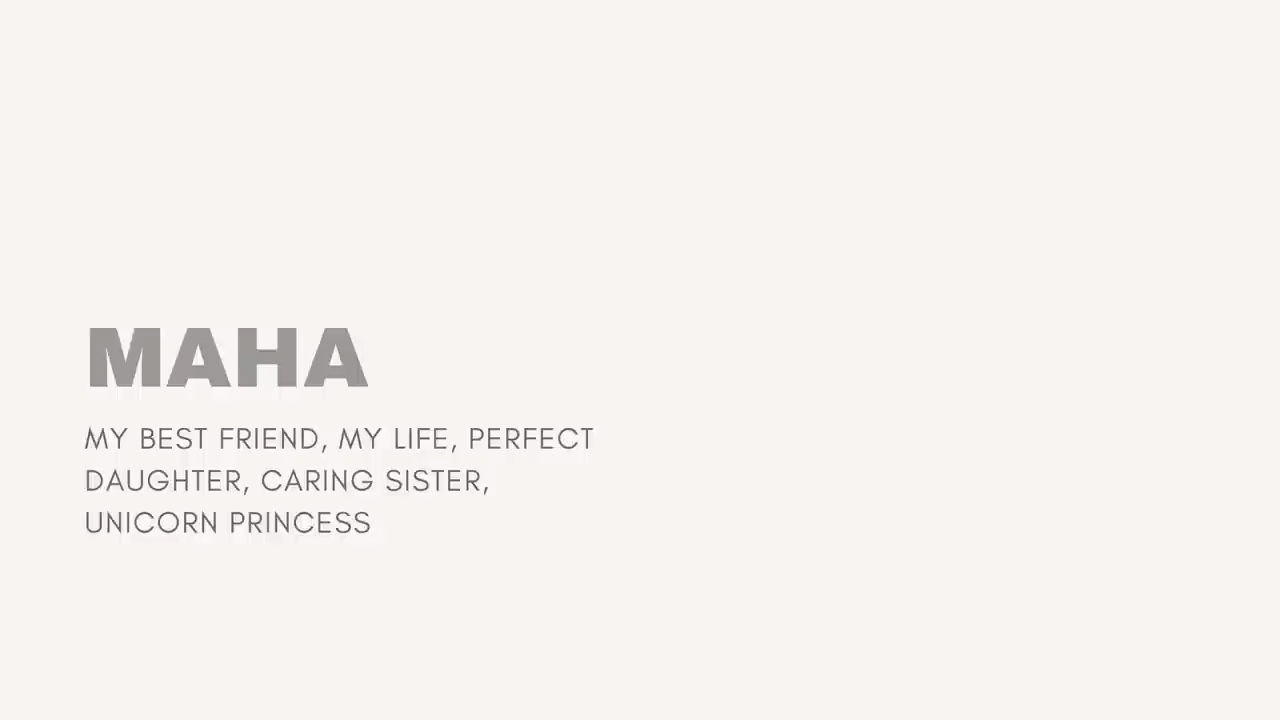 MAHA
MY BEST FRIEND, MY LIFE, PERFECT
DAUGHTER, CARING SISTER,
UNICORN PRINCESS